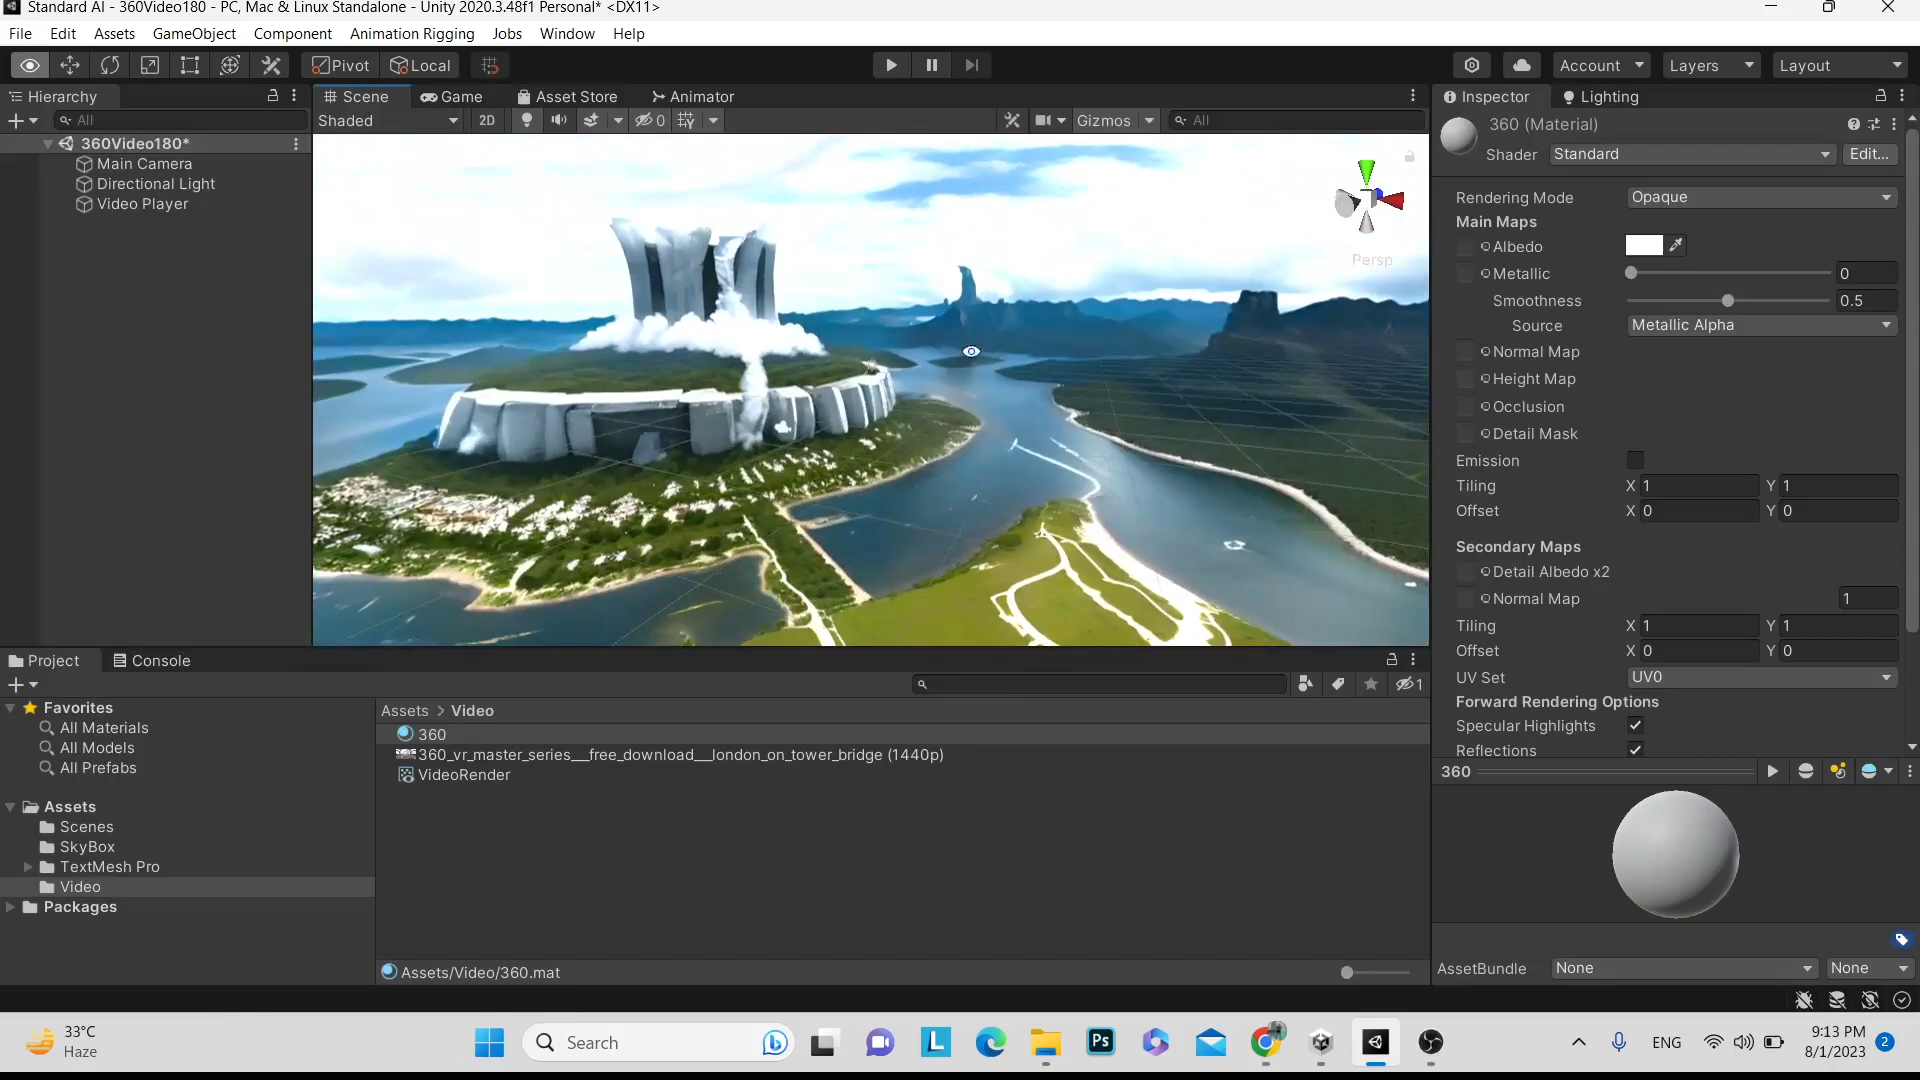 Standard AI - 360Video180 - PC, Mac & Linux Standalone - Unity 2020.3.48f1 Personal* <DX11>
File Edit Assets GameObject Component Animation Rigging Jobs Window Help
Pivot Local Account Layers Layout
Hierarchy
All
360Video180*
Main Camera
Directional Light
Video Player
Scene Game Asset Store Animator
Shaded 2D 0 Gizmos All
Persp
Inspector Lighting
360 (Material)
Shader Standard Edit...
Rendering Mode Opaque
Main Maps
Albedo
Metallic 0
Smoothness 0.5
Source Metallic Alpha
Normal Map
Height Map
Occlusion
Detail Mask
Emission
Tiling X 1 Y 1
Offset X 0 Y 0
Secondary Maps
Detail Albedo x2
Normal Map 1
Tiling X 1 Y 1
Offset X 0 Y 0
UV Set UV0
Forward Rendering Options
Specular Highlights
Reflections
360
AssetBundle None None
Project Console
1
Favorites
All Materials
All Models
All Prefabs
Assets
Scenes
SkyBox
TextMesh Pro
Video
Packages
Assets > Video
360
360_vr_master_series__free_download__london_on_tower_bridge (1440p)
VideoRender
Assets/Video/360.mat
33°C
Haze
Search
L
Ps
ENG
9:13 PM
8/1/2023
2